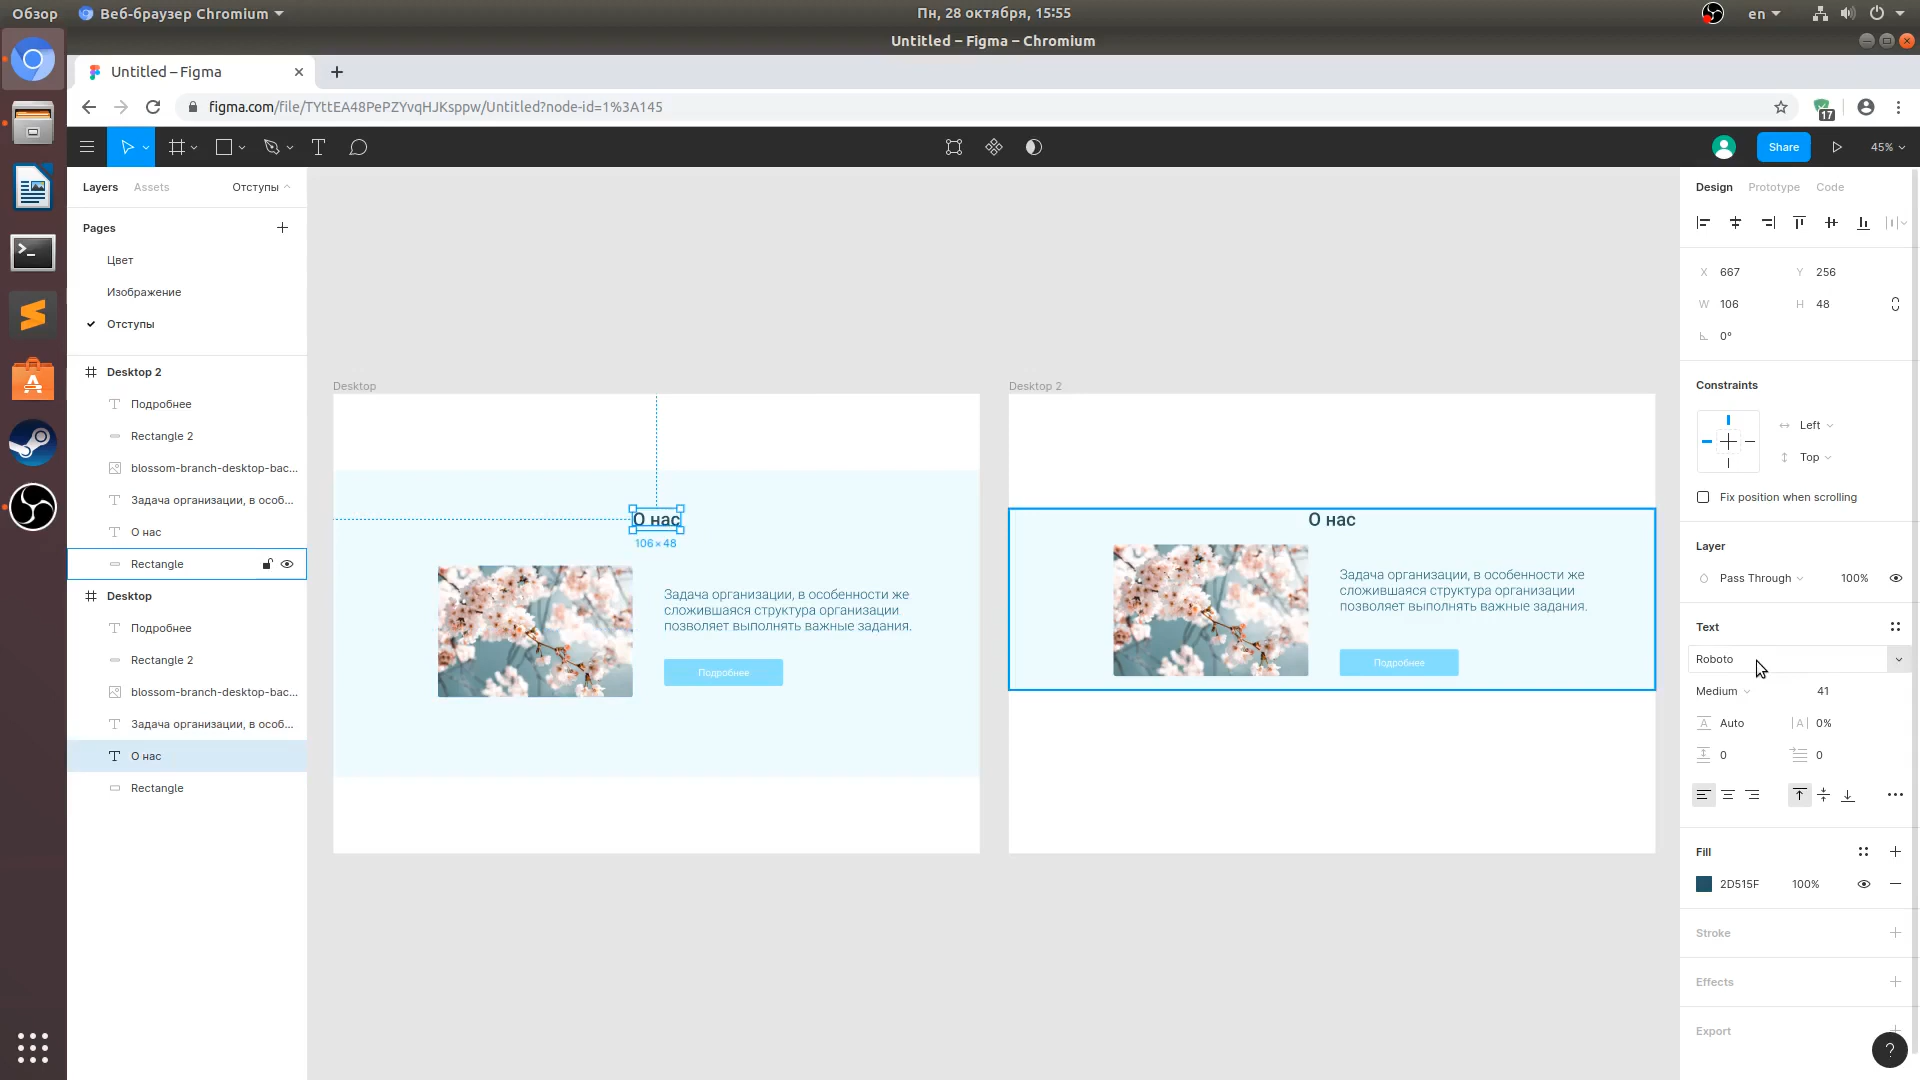 Обзор
Веб-браузер Chromium
Пн, 28 октября, 15:55
en
Untitled – Figma – Chromium
Untitled – Figma
figma.com/file/TYttEA48PePZYvqHJKsppw/Untitled?node-id=1%3A145
17
Share
45%
Layers
Assets
Отступы
Pages
Цвет
Изображение
Отступы
Desktop 2
Подробнее
Rectangle 2
blossom-branch-desktop-bac...
Задача организации, в особ...
О нас
Rectangle
Desktop
Подробнее
Rectangle 2
blossom-branch-desktop-bac...
Задача организации, в особ...
О нас
Rectangle
Desktop
О нас
106 × 48
Задача организации, в особенности же
сложившаяся структура организации
позволяет выполнять важные задания.
Подробнее
Desktop 2
О нас
Задача организации, в особенности же
сложившаяся структура организации
позволяет выполнять важные задания.
Подробнее
Design
Prototype
Code
X 667
Y 256
W 106
H 48
0°
Constraints
Left
Top
Fix position when scrolling
Layer
Pass Through
100%
Text
Roboto
Medium
41
Auto
0%
0
0
Fill
2D515F
100%
Stroke
Effects
Export
?